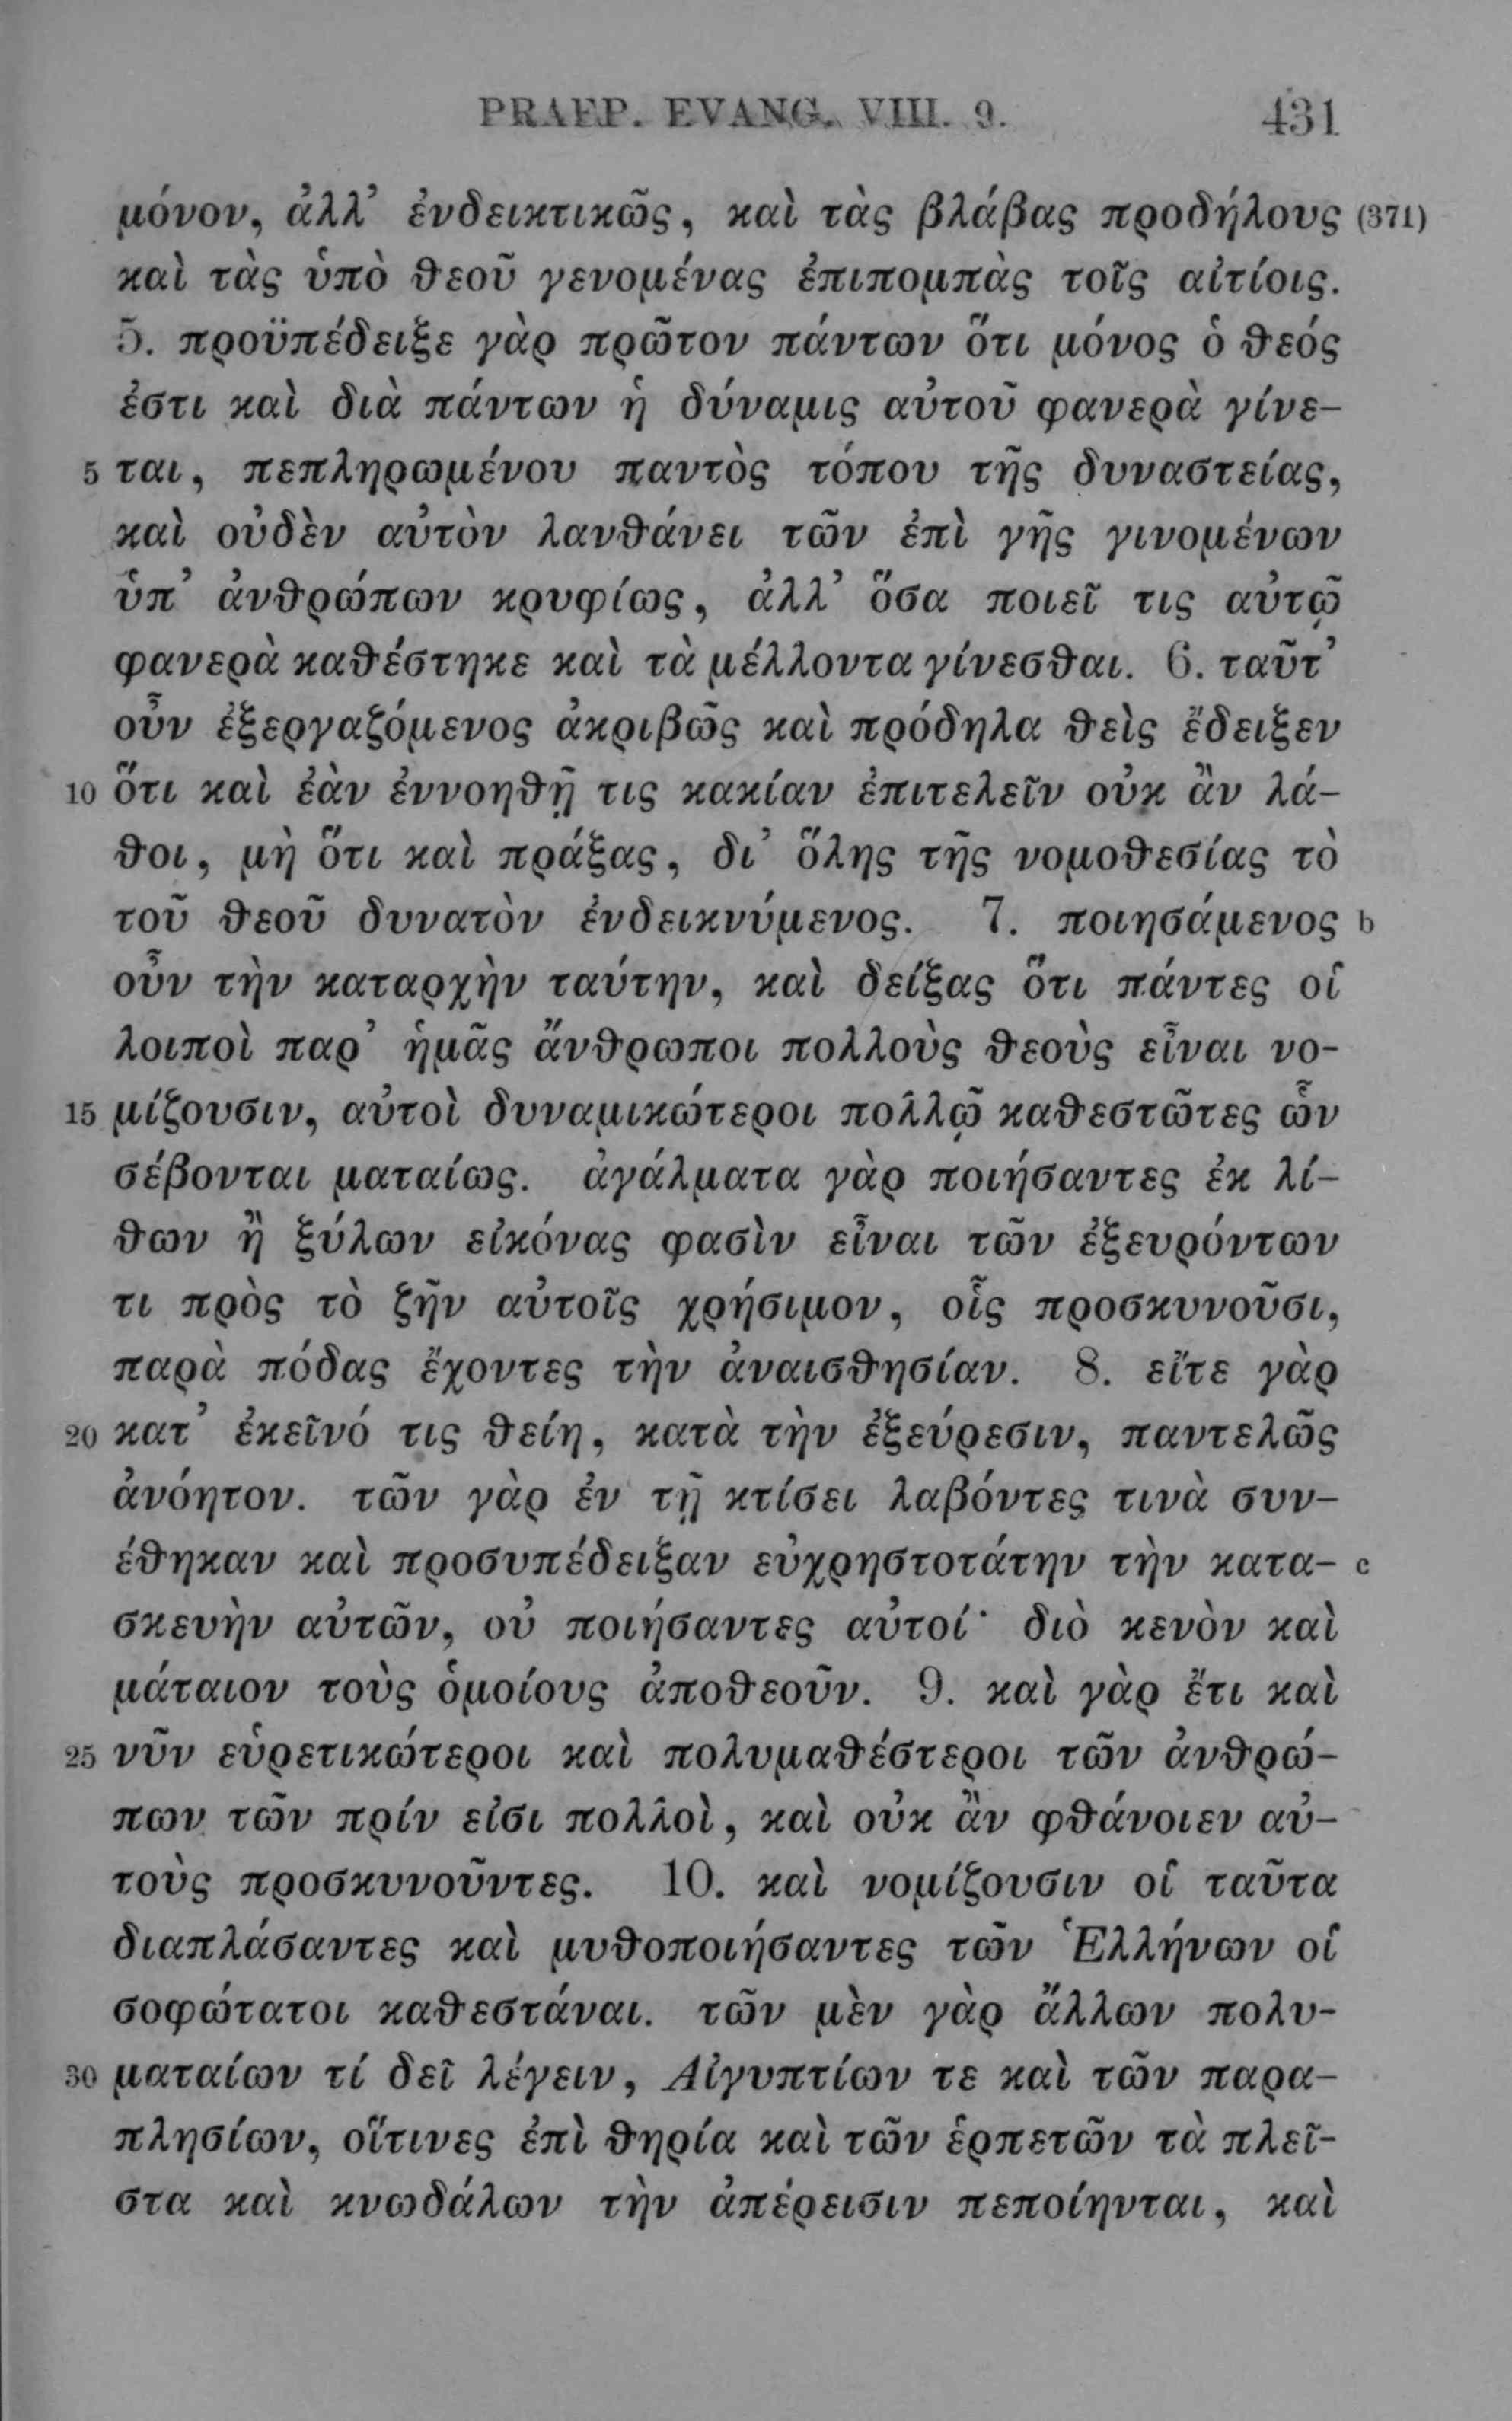 PRAEP. EVANG. VIII. 9. 431
μόνον, ἀλλ’ ἐνδεικτικῶς, καὶ τὰς βλάβας προδήλους (371)
καὶ τὰς ὑπὸ θεοῦ γενομένας ἐπιπομπὰς τοῖς αἰτίοις.
5. προϋπέδειξε γὰρ πρῶτον πάντων ὅτι μόνος ὁ θεός
ἐστι καὶ διὰ πάντων ἡ δύναμις αὐτοῦ φανερὰ γίνε-
5 ται, πεπληρωμένου παντὸς τόπου τῆς δυναστείας,
καὶ οὐδὲν αὐτὸν λανθάνει τῶν ἐπὶ γῆς γινομένων
ὑπ’ ἀνθρώπων κρυφίως, ἀλλ’ ὅσα ποιεῖ τις αὐτῷ
φανερὰ καθέστηκε καὶ τὰ μέλλοντα γίνεσθαι. 6. ταῦτ’
οὖν ἐξεργαζόμενος ἀκριβῶς καὶ πρόδηλα θεὶς ἔδειξεν
10 ὅτι καὶ ἐὰν ἐννοηθῇ τις κακίαν ἐπιτελεῖν οὐκ ἂν λά-
θοι, μὴ ὅτι καὶ πράξας, δι’ ὅλης τῆς νομοθεσίας τὸ
τοῦ θεοῦ δυνατὸν ἐνδεικνύμενος. 7. ποιησάμενος b
οὖν τὴν καταρχὴν ταύτην, καὶ δείξας ὅτι πάντες οἱ
λοιποὶ παρ’ ἡμᾶς ἄνθρωποι πολλοὺς θεοὺς εἶναι νο-
15 μίζουσιν, αὐτοὶ δυναμικώτεροι πολλῷ καθεστῶτες ὧν
σέβονται ματαίως. ἀγάλματα γὰρ ποιήσαντες ἐκ λί-
θων ἢ ξύλων εἰκόνας φασὶν εἶναι τῶν ἐξευρόντων
τι πρὸς τὸ ζῆν αὐτοῖς χρήσιμον, οἷς προσκυνοῦσι,
παρὰ πόδας ἔχοντες τὴν ἀναισθησίαν. 8. εἴτε γὰρ
20 κατ’ ἐκεῖνό τις θείη, κατὰ τὴν ἐξεύρεσιν, παντελῶς
ἀνόητον. τῶν γὰρ ἐν τῇ κτίσει λαβόντες τινὰ συν-
έθηκαν καὶ προσυπέδειξαν εὐχρηστοτάτην τὴν κατα- c
σκευὴν αὐτῶν, οὐ ποιήσαντες αὐτοί· διὸ κενὸν καὶ
μάταιον τοὺς ὁμοίους ἀποθεοῦν. 9. καὶ γὰρ ἔτι καὶ
25 νῦν εὑρετικώτεροι καὶ πολυμαθέστεροι τῶν ἀνθρώ-
πων τῶν πρίν εἰσι πολλοὶ, καὶ οὐκ ἂν φθάνοιεν αὐ-
τοὺς προσκυνοῦντες. 10. καὶ νομίζουσιν οἱ ταῦτα
διαπλάσαντες καὶ μυθοποιήσαντες τῶν Ἑλλήνων οἱ
σοφώτατοι καθεστάναι. τῶν μὲν γὰρ ἄλλων πολυ-
30 ματαίων τί δεῖ λέγειν, Αἰγυπτίων τε καὶ τῶν παρα-
πλησίων, οἵτινες ἐπὶ θηρία καὶ τῶν ἑρπετῶν τὰ πλεῖ-
στα καὶ κνωδάλων τὴν ἀπέρεισιν πεποίηνται, καὶ